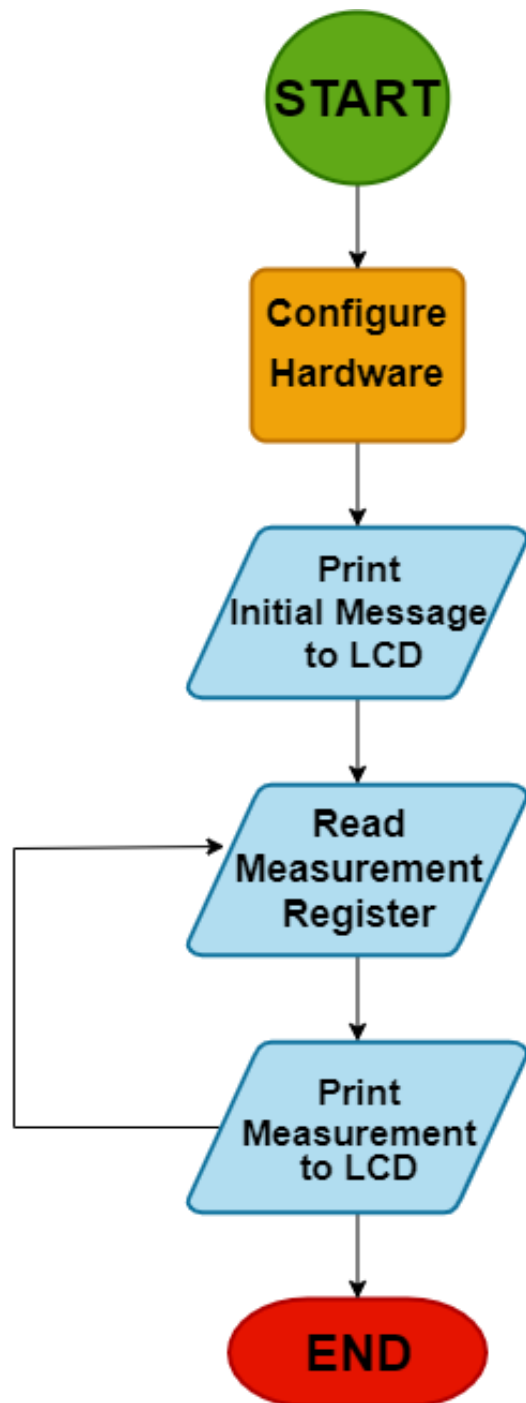 START
Configure
Hardware
Print
Initial Message
to LCD
Read
Measurement
Register
Print
Measurement
to LCD
END